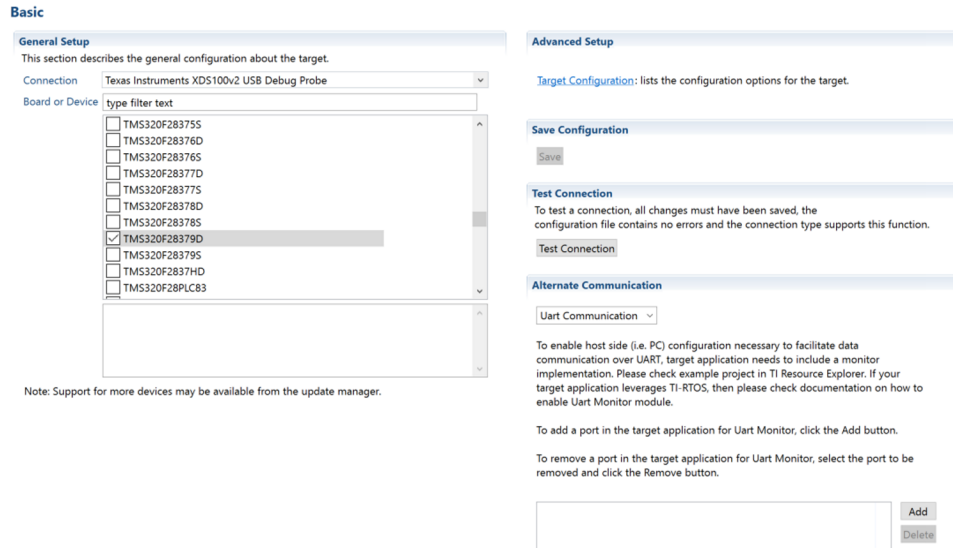 Basic
General Setup
This section describes the general configuration about the target.
Connection
Texas Instruments XDS100v2 USB Debug Probe
Board or Device
type filter text
TMS320F28375S
TMS320F28376D
TMS320F28376S
TMS320F28377D
TMS320F28377S
TMS320F28378D
TMS320F28378S
TMS320F28379D
TMS320F28379S
TMS320F2837HD
TMS320F28PLC83
Note: Support for more devices may be available from the update manager.
Advanced Setup
Target Configuration: lists the configuration options for the target.
Save Configuration
Save
Test Connection
To test a connection, all changes must have been saved, the
configuration file contains no errors and the connection type supports this function.
Test Connection
Alternate Communication
Uart Communication
To enable host side (i.e. PC) configuration necessary to facilitate data
communication over UART, target application needs to include a monitor
implementation. Please check example project in TI Resource Explorer. If your
target application leverages TI-RTOS, then please check documentation on how to
enable Uart Monitor module.
To add a port in the target application for Uart Monitor, click the Add button.
To remove a port in the target application for Uart Monitor, select the port to be
removed and click the Remove button.
Add
Delete